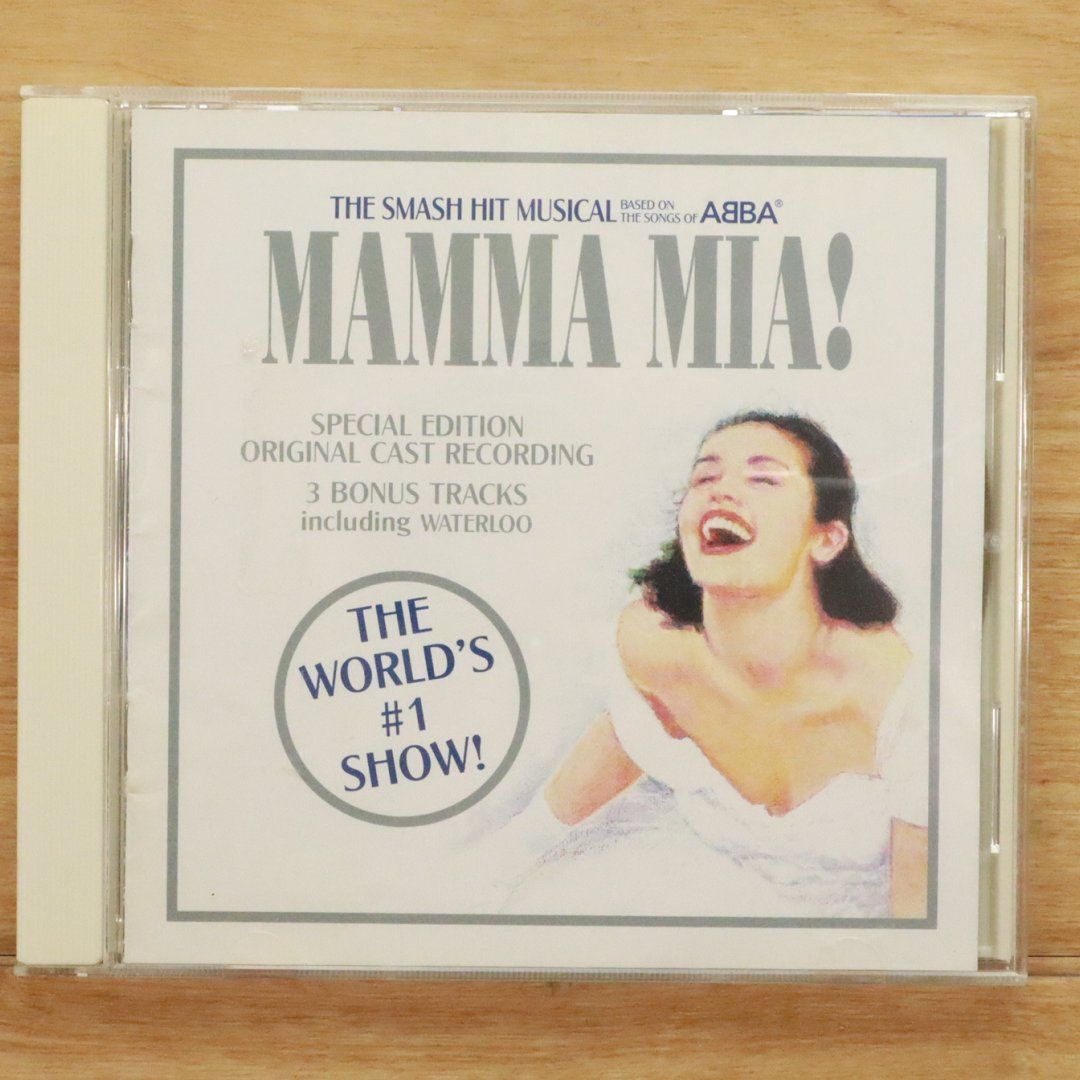 THE SMASH HIT MUSICAL BASED ON THE SONGS OF ABBA®
MAMMA MIA!
SPECIAL EDITION
ORIGINAL CAST RECORDING
3 BONUS TRACKS
including WATERLOO
THE
WORLD'S
#1
SHOW!